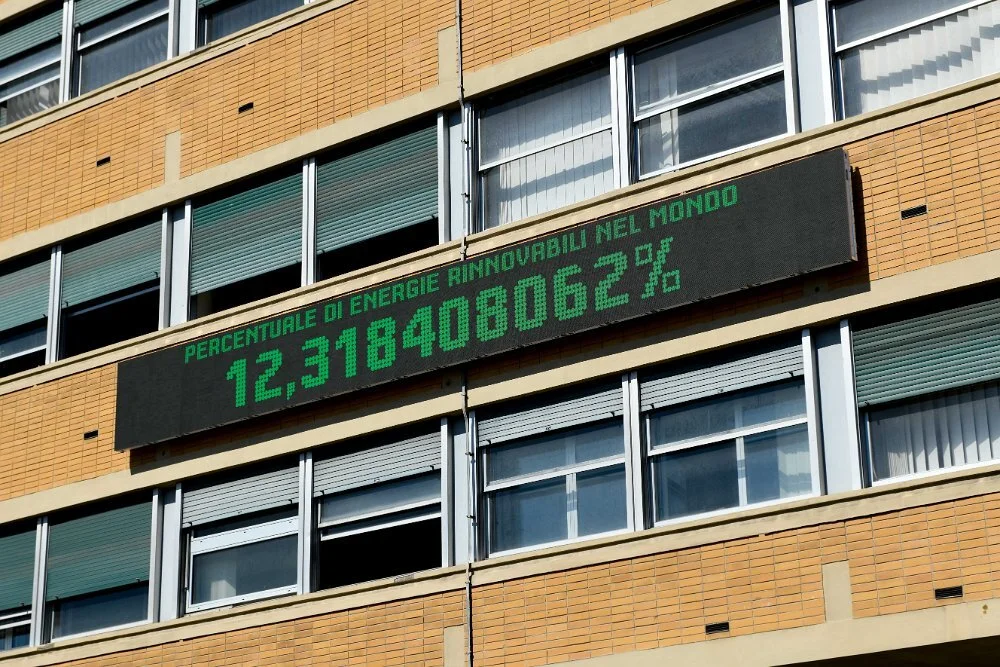 PERCENTUALE DI ENERGIE RINNOVABILI NEL MONDO
12,318408062%